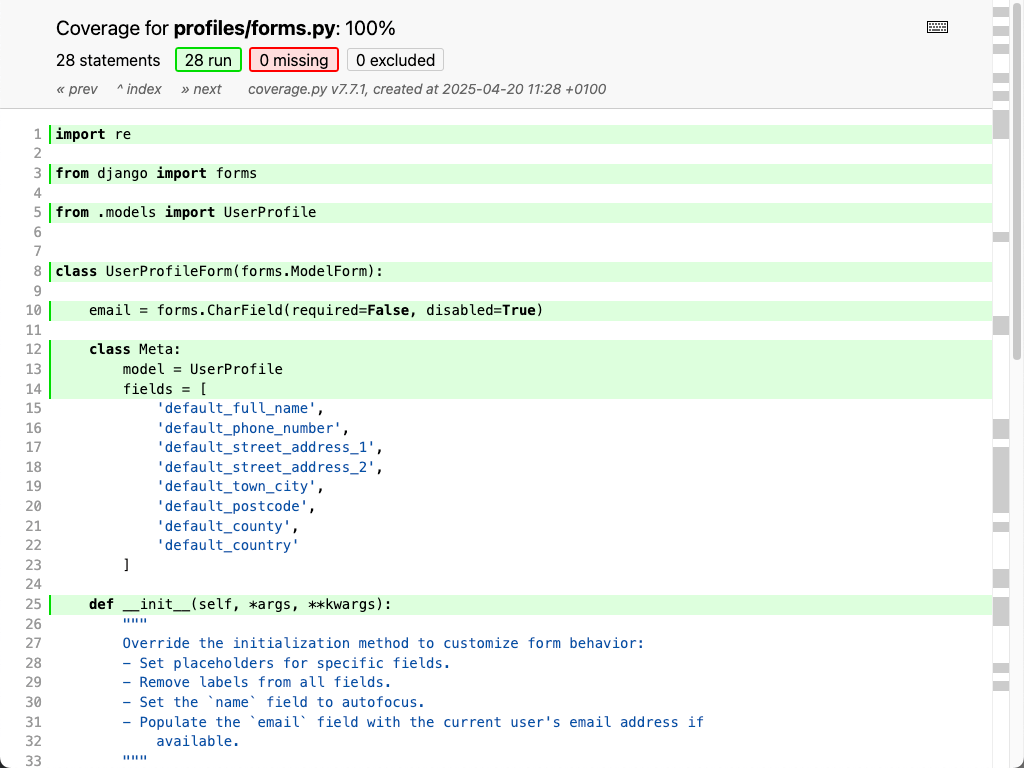 Coverage for profiles/forms.py: 100%
28 statements 28 run 0 missing 0 excluded
« prev ^ index » next coverage.py v7.7.1, created at 2025-04-20 11:28 +0100
1 import re
2
3 from django import forms
4
5 from .models import UserProfile
6
7
8 class UserProfileForm(forms.ModelForm):
9
10     email = forms.CharField(required=False, disabled=True)
11
12     class Meta:
13         model = UserProfile
14         fields = [
15             'default_full_name',
16             'default_phone_number',
17             'default_street_address_1',
18             'default_street_address_2',
19             'default_town_city',
20             'default_postcode',
21             'default_county',
22             'default_country'
23         ]
24
25     def __init__(self, *args, **kwargs):
26         """
27         Override the initialization method to customize form behavior:
28         - Set placeholders for specific fields.
29         - Remove labels from all fields.
30         - Set the `name` field to autofocus.
31         - Populate the `email` field with the current user's email address if
32             available.
33         """